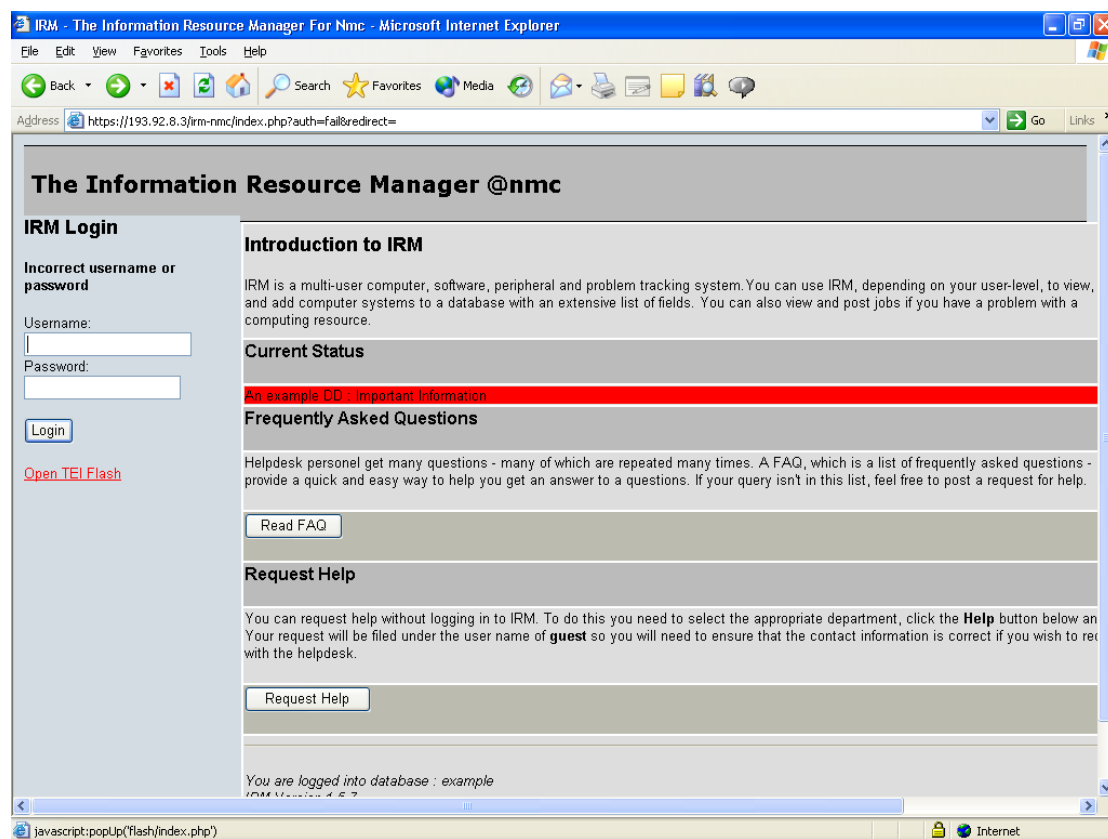 IRM - The Information Resource Manager For Nmc - Microsoft Internet Explorer
File Edit View Favorites Tools Help
Back Search Favorites Media
Address https://193.92.8.3/irm-nmc/index.php?auth=fail&redirect= Go Links
The Information Resource Manager @nmc
IRM Login
Incorrect username or
password
Username:
Password:
Login
Open TEI Flash
Introduction to IRM
IRM is a multi-user computer, software, peripheral and problem tracking system.You can use IRM, depending on your user-level, to view,
and add computer systems to a database with an extensive list of fields. You can also view and post jobs if you have a problem with a
computing resource.
Current Status
An example DD : Important Information
Frequently Asked Questions
Helpdesk personel get many questions - many of which are repeated many times. A FAQ, which is a list of frequently asked questions -
provide a quick and easy way to help you get an answer to a questions. If your query isn't in this list, feel free to post a request for help.
Read FAQ
Request Help
You can request help without logging in to IRM. To do this you need to select the appropriate department, click the Help button below an
Your request will be filed under the user name of guest so you will need to ensure that the contact information is correct if you wish to rec
with the helpdesk.
Request Help
You are logged into database : example
IRM Version 1.5.7
javascript:popUp('flash/index.php') Internet